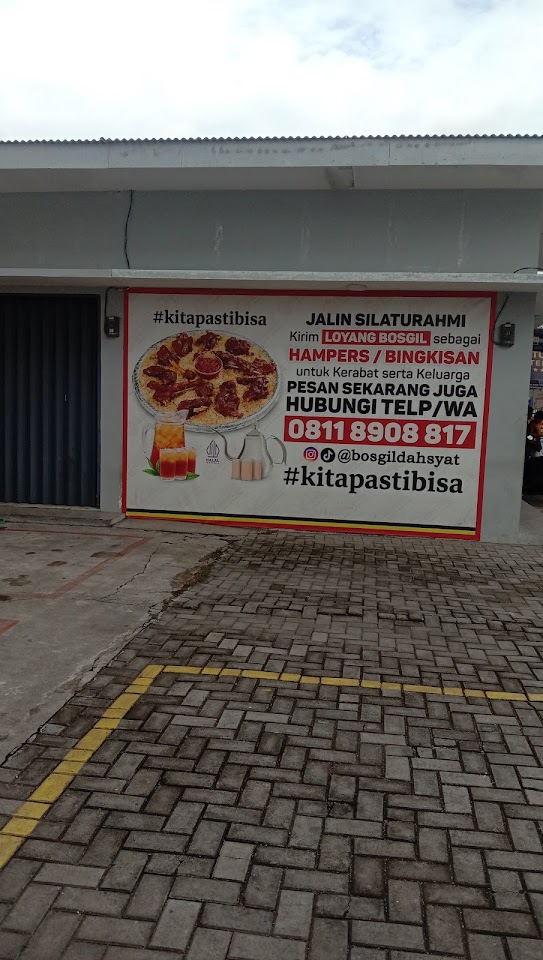 #kitapastibisa
JALIN SILATURAHMI
Kirim LOYANG BOSGIL sebagai
HAMPERS / BINGKISAN
untuk Kerabat serta Keluarga
PESAN SEKARANG JUGA
HUBUNGI TELP/WA
0811 8908 817
@bosgildahsyat
#kitapastibisa
HALAL